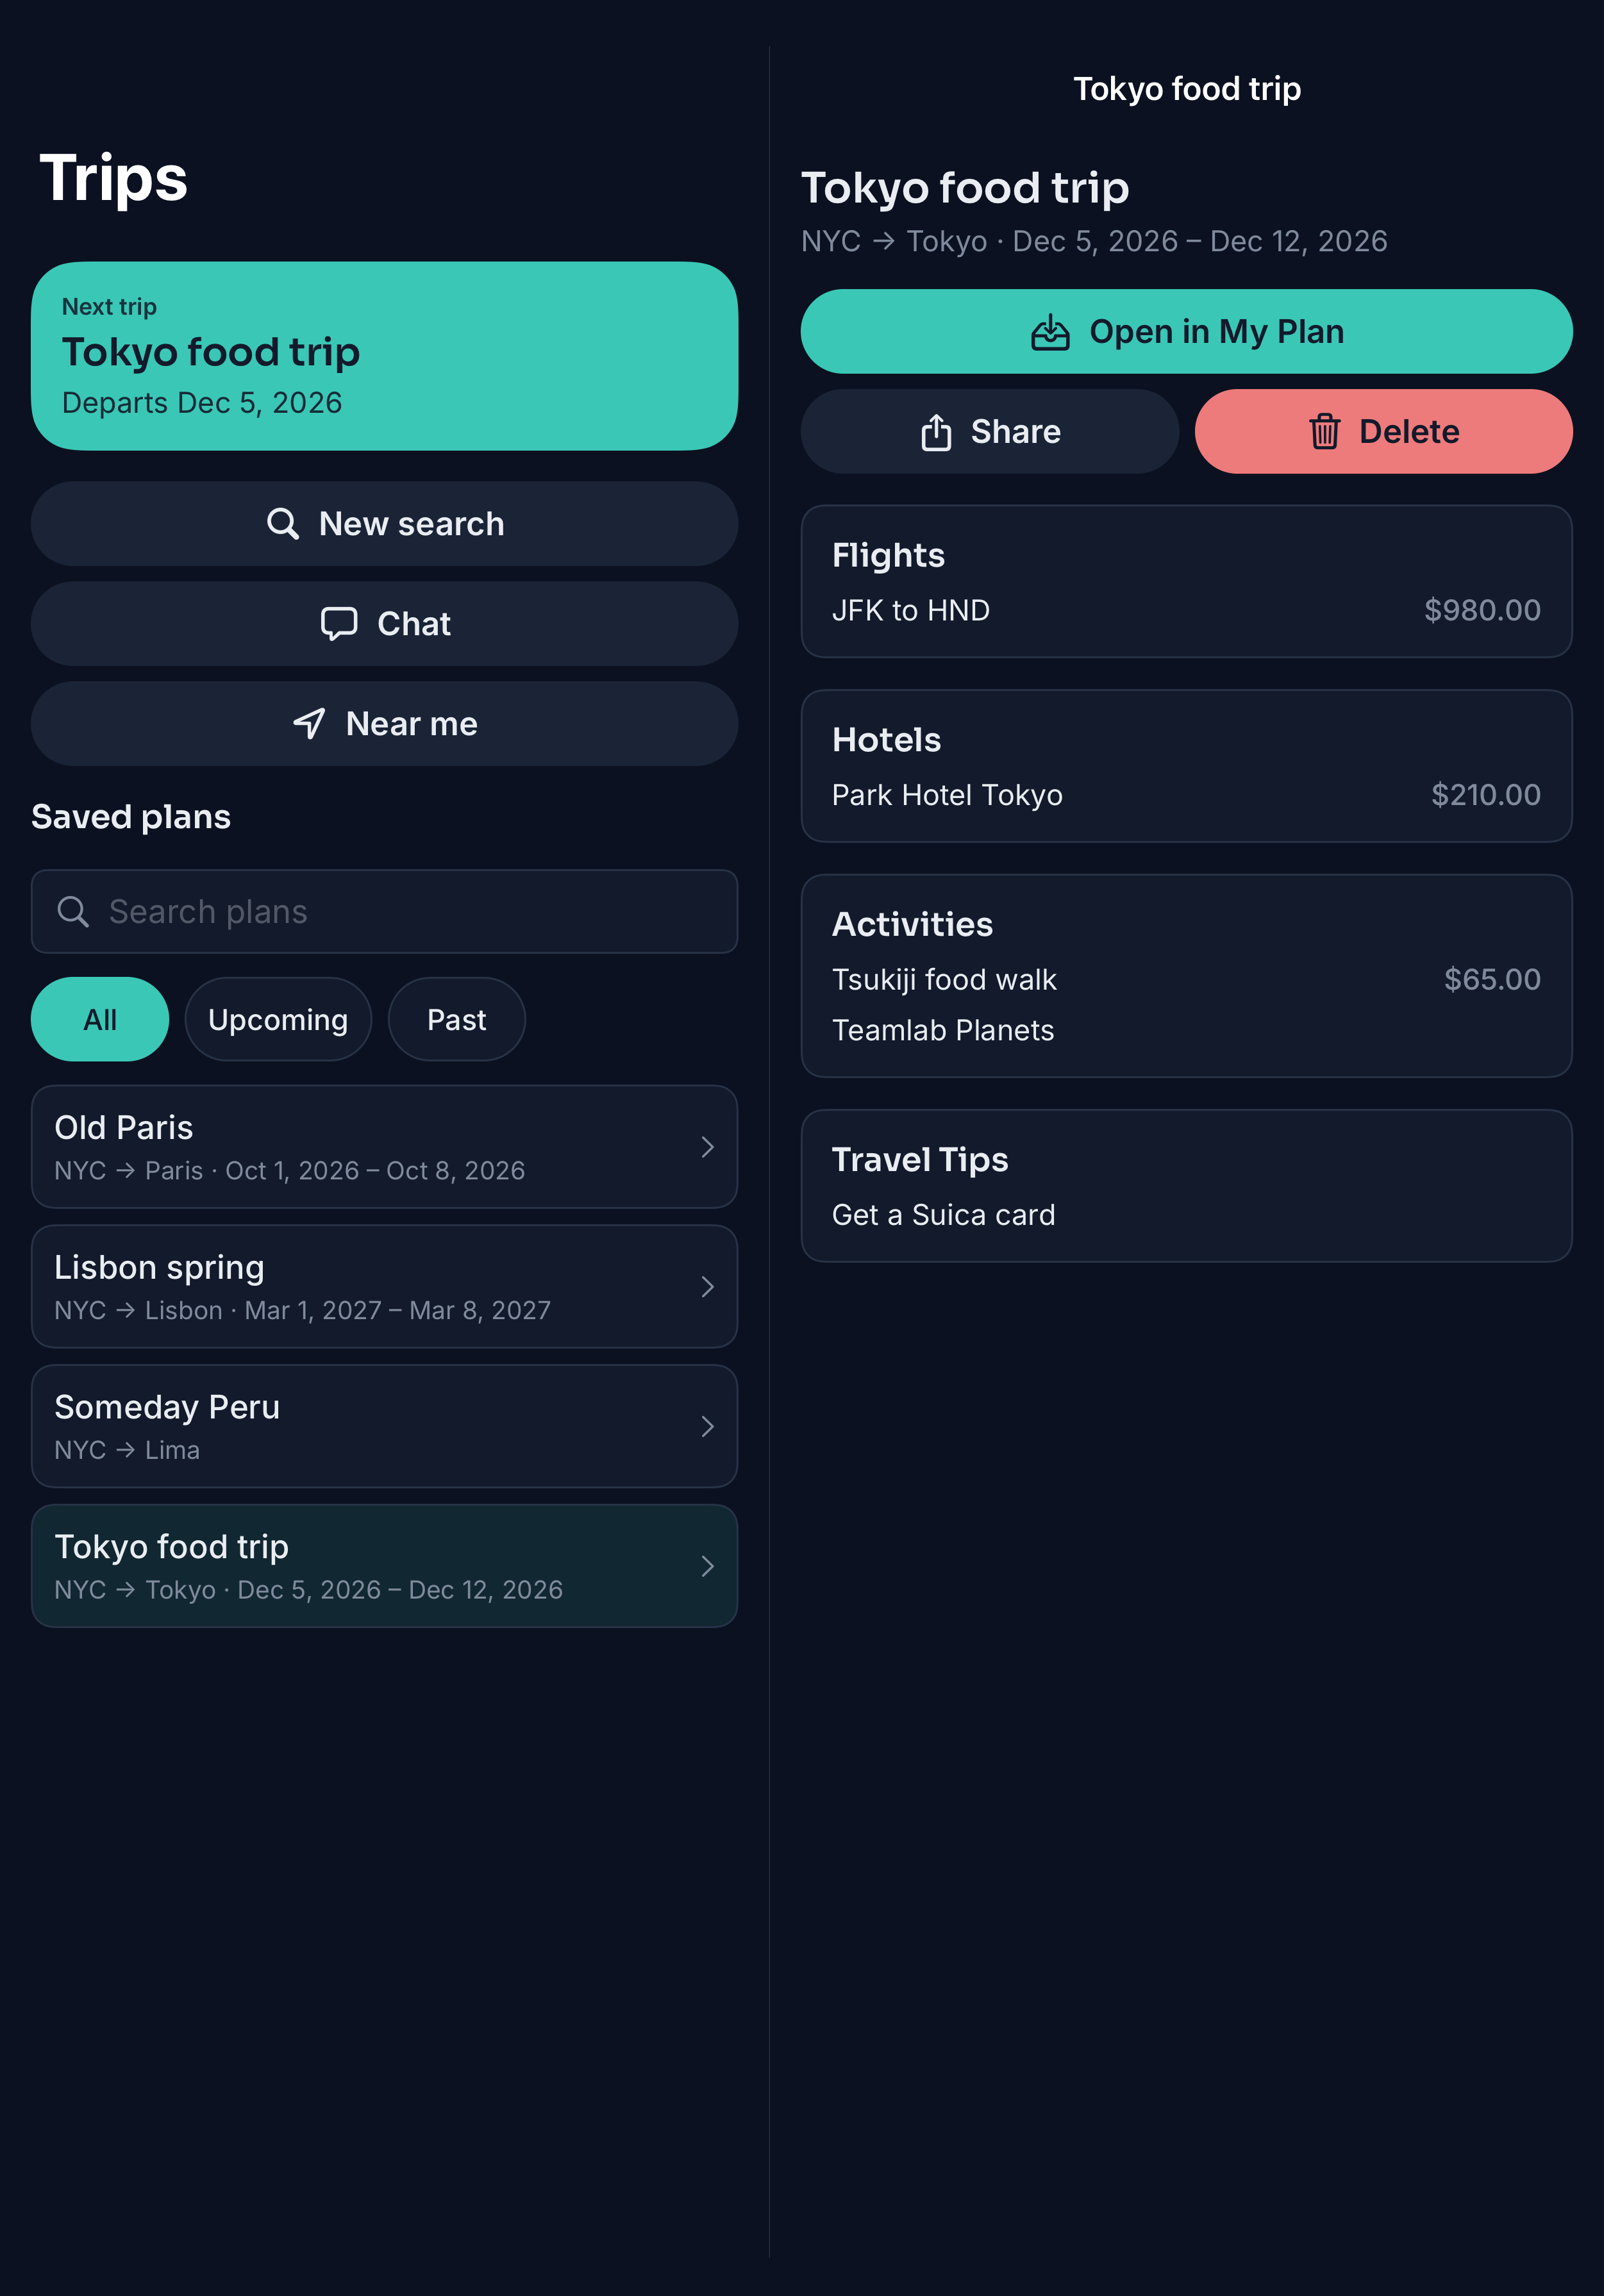 Trips
Next trip
Tokyo food trip
Departs Dec 5, 2026
New search
Chat
Near me
Saved plans
Search plans
All
Upcoming
Past
Old Paris
NYC → Paris · Oct 1, 2026 – Oct 8, 2026
Lisbon spring
NYC → Lisbon · Mar 1, 2027 – Mar 8, 2027
Someday Peru
NYC → Lima
Tokyo food trip
NYC → Tokyo · Dec 5, 2026 – Dec 12, 2026
Tokyo food trip
Tokyo food trip
NYC → Tokyo · Dec 5, 2026 – Dec 12, 2026
Open in My Plan
Share
Delete
Flights
JFK to HND $980.00
Hotels
Park Hotel Tokyo $210.00
Activities
Tsukiji food walk $65.00
Teamlab Planets
Travel Tips
Get a Suica card